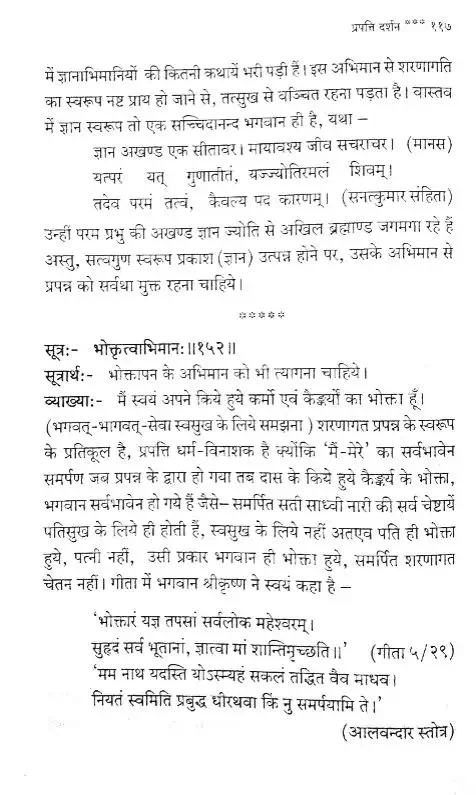 प्रपत्ति दर्शन *** ११७
में ज्ञानाभिमानियों की कितनी कथायें भरी पड़ी हैं। इस अभिमान से शरणागति
का स्वरूप नष्ट प्राय हो जाने से, तत्सुख से वञ्चित रहना पड़ता है। वास्तव
में ज्ञान स्वरूप तो एक सच्चिदानन्द भगवान ही है, यथा –
ज्ञान अखण्ड एक सीतावर। मायावश्य जीव सचराचर। (मानस)
यत्परं यत् गुणातीतं, यज्ज्योतिरमलं शिवम्।
तदेव परमं तत्वं, कैवल्य पद कारणम्। (सनत्कुमार संहिता)
उन्हीं परम प्रभु की अखण्ड ज्ञान ज्योति से अखिल ब्रह्माण्ड जगमगा रहे हैं
अस्तु, सत्वगुण स्वरूप प्रकाश (ज्ञान) उत्पन्न होने पर, उसके अभिमान से
प्रपन्न को सर्वथा मुक्त रहना चाहिये।
*****
सूत्र:- भोक्तृत्वाभिमानः॥१५२॥
सूत्रार्थ:- भोक्तापन के अभिमान को भी त्यागना चाहिये।
व्याख्या:- मैं स्वयं अपने किये हुये कर्मो एवं कैङ्कर्यों का भोक्ता हूँ।
(भगवत्-भागवत्-सेवा स्वसुख के लिये समझना ) शरणागत प्रपन्न के स्वरूप
के प्रतिकूल है, प्रपत्ति धर्म-विनाशक है क्योंकि 'मैं-मेरे' का सर्वभावेन
समर्पण जब प्रपन्न के द्वारा हो गया तब दास के किये हुये कैङ्कर्य के भोक्ता,
भगवान सर्वभावेन हो गये हैं जैसे– समर्पित सती साध्वी नारी की सर्व चेष्टायें
पतिसुख के लिये ही होती हैं, स्वसुख के लिये नहीं अतएव पति ही भोक्ता
हुये, पत्नी नहीं, उसी प्रकार भगवान ही भोक्ता हुये, समर्पित शरणागत
चेतन नहीं। गीता में भगवान श्रीकृष्ण ने स्वयं कहा है –
'भोक्तारं यज्ञ तपसां सर्वलोक महेश्वरम्।
सुहृदं सर्व भूतानां, ज्ञात्वा मां शान्तिमृच्छति॥' (गीता ५/२९)
'मम नाथ यदस्ति योऽस्म्यहं सकलं तद्धित वैव माधव।
नियतं स्वमिति प्रबुद्ध धीरथवा किं नु समर्पयामि ते।'
(आलवन्दार स्तोत्र)